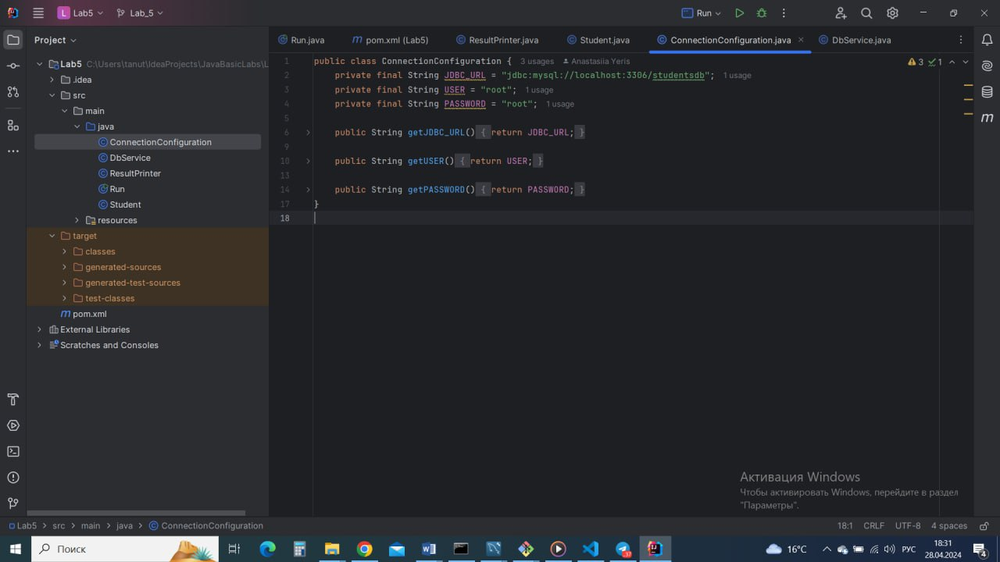 L Lab5 Lab_5 Run
Project
Run.java pom.xml (Lab5) ResultPrinter.java Student.java ConnectionConfiguration.java DbService.java
Lab5 C:\Users\tanut\IdeaProjects\JavaBasicLabs\L
.idea
src
main
java
ConnectionConfiguration
DbService
ResultPrinter
Run
Student
resources
target
classes
generated-sources
generated-test-sources
test-classes
m pom.xml
External Libraries
Scratches and Consoles
1 public class ConnectionConfiguration { 3 usages Anastasiia Yeris
2 private final String JDBC_URL = "jdbc:mysql://localhost:3306/studentsdb"; 1 usage
3 private final String USER = "root"; 1 usage
4 private final String PASSWORD = "root"; 1 usage
5
6 public String getJDBC_URL() { return JDBC_URL; }
9
10 public String getUSER() { return USER; }
13
14 public String getPASSWORD() { return PASSWORD; }
17 }
18
3 1
m
Активация Windows
Чтобы активировать Windows, перейдите в раздел
"Параметры".
Lab5 > src > main > java > ConnectionConfiguration
18:1 CRLF UTF-8 4 spaces
Поиск
37
16°C
РУС
18:31
28.04.2024
4